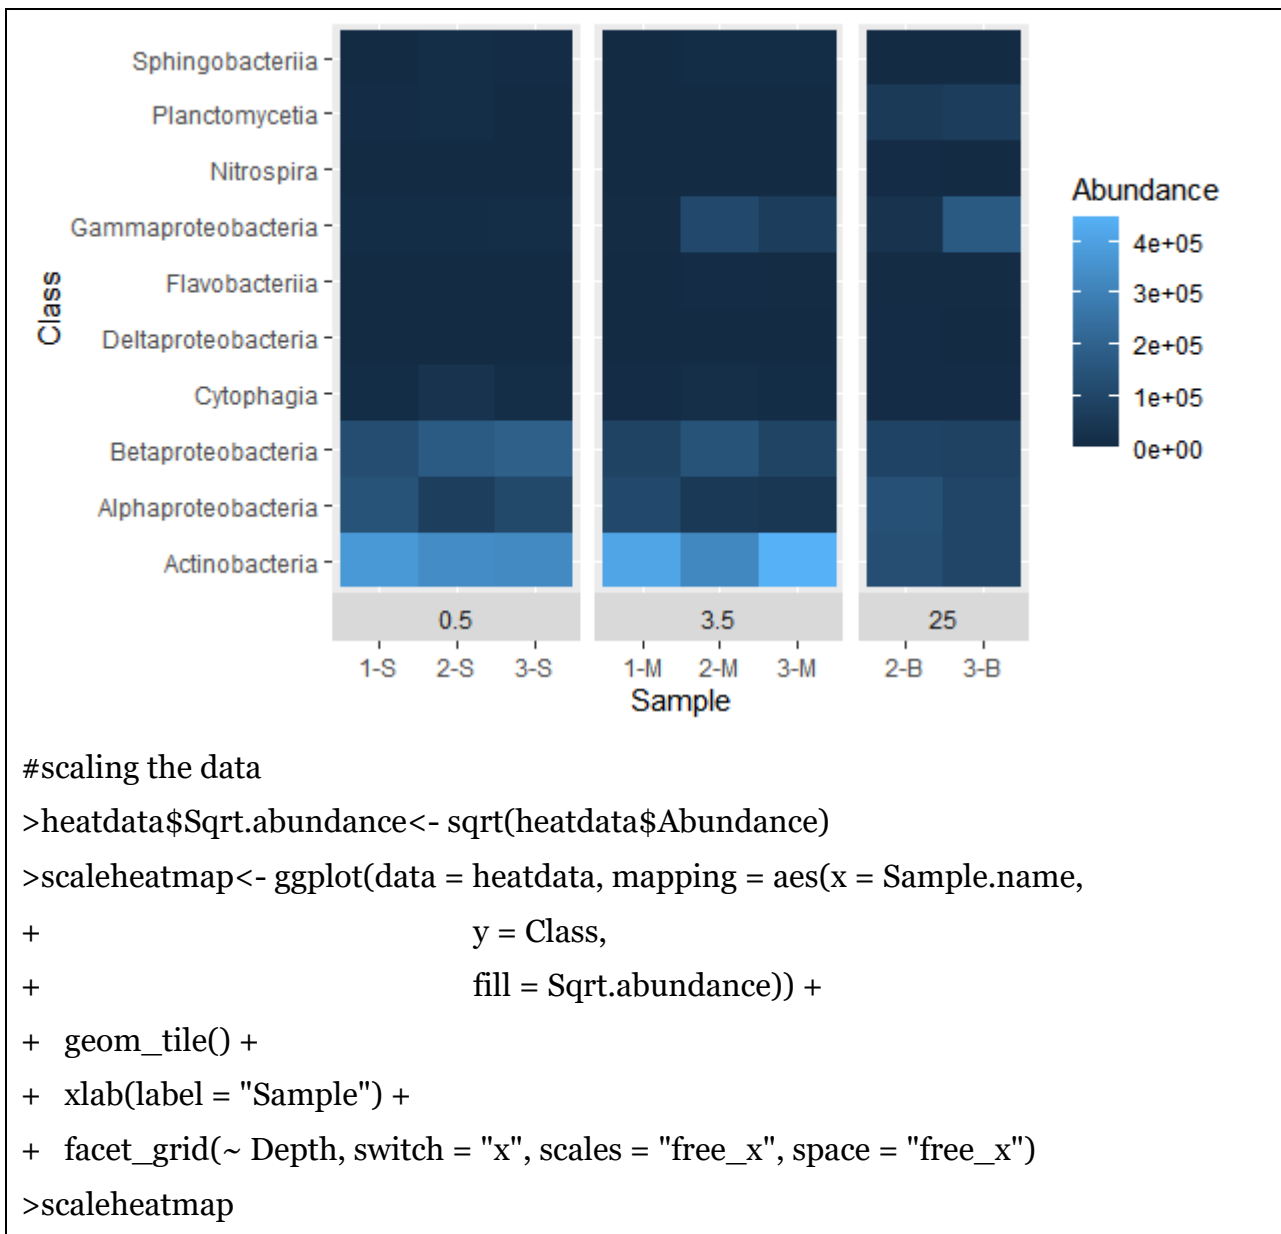 Sphingobacteriia
Planctomycetia
Nitrospira
Gammaproteobacteria
Flavobacteriia
Deltaproteobacteria
Cytophagia
Betaproteobacteria
Alphaproteobacteria
Actinobacteria
Class
0.5
3.5
25
1-S 2-S 3-S
1-M 2-M 3-M
2-B 3-B
Sample
Abundance
4e+05
3e+05
2e+05
1e+05
0e+00
#scaling the data
>heatdata$Sqrt.abundance<- sqrt(heatdata$Abundance)
>scaleheatmap<- ggplot(data = heatdata, mapping = aes(x = Sample.name,
+ y = Class,
+ fill = Sqrt.abundance)) +
+ geom_tile() +
+ xlab(label = "Sample") +
+ facet_grid(~ Depth, switch = "x", scales = "free_x", space = "free_x")
>scaleheatmap